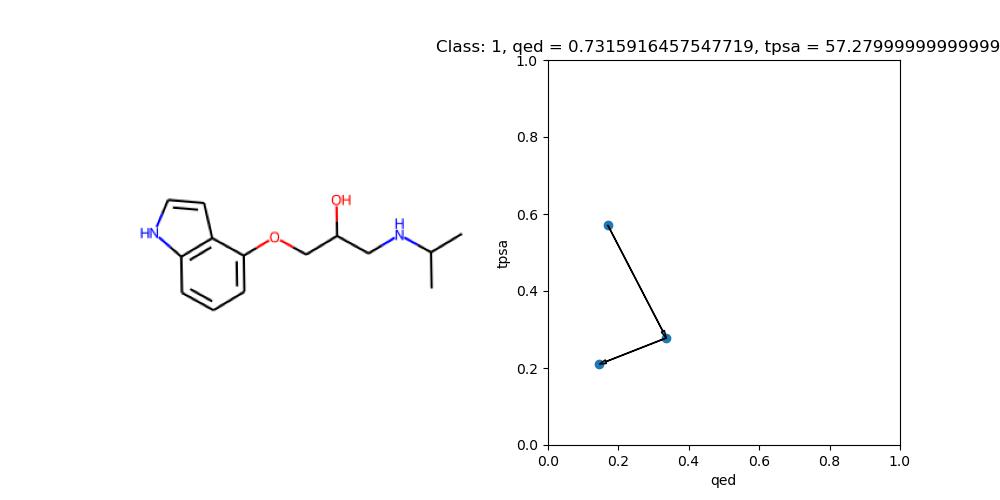 Class: 1, qed = 0.7315916457547719, tpsa = 57.27999999999999
1.0
0.8
0.6
0.4
0.2
0.0
tpsa
0.0 0.2 0.4 0.6 0.8 1.0
qed
OH
H
N
HN
O